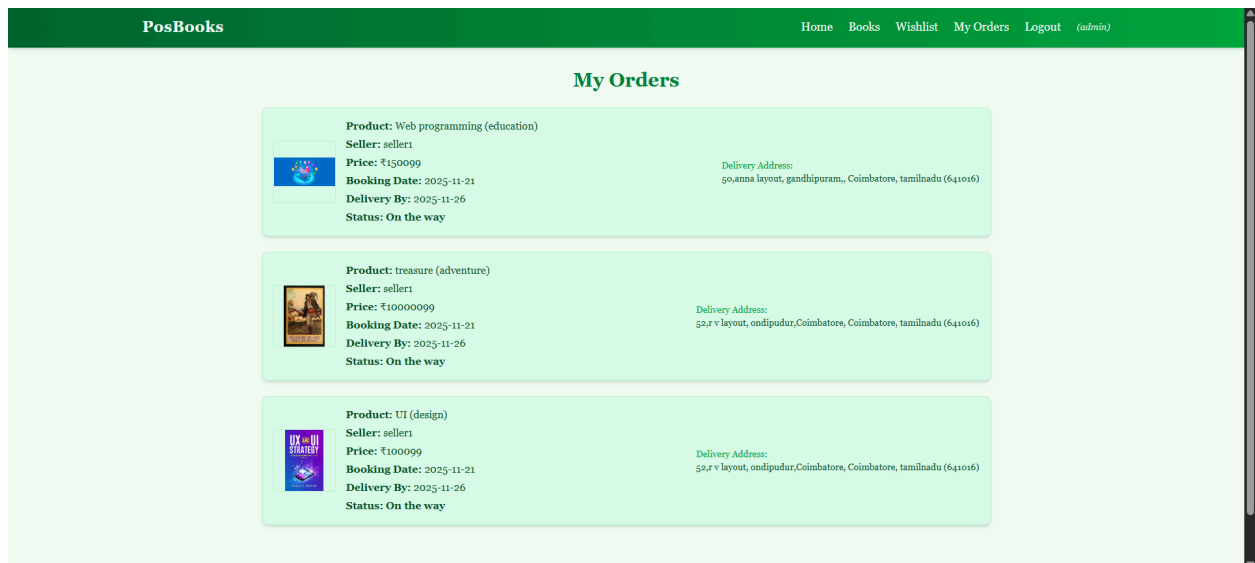 PosBooks
Home Books Wishlist My Orders Logout (admin)
My Orders
Product: Web programming (education)
Seller: seller1
Price: ₹150099
Booking Date: 2025-11-21
Delivery By: 2025-11-26
Status: On the way
Delivery Address:
50,anna layout, gandhipuram,, Coimbatore, tamilnadu (641016)
Product: treasure (adventure)
Seller: seller1
Price: ₹10000099
Booking Date: 2025-11-21
Delivery By: 2025-11-26
Status: On the way
Delivery Address:
52,r v layout, ondipudur,Coimbatore, Coimbatore, tamilnadu (641016)
UX AND UI
STRATEGY
Product: UI (design)
Seller: seller1
Price: ₹100099
Booking Date: 2025-11-21
Delivery By: 2025-11-26
Status: On the way
Delivery Address:
52,r v layout, ondipudur,Coimbatore, Coimbatore, tamilnadu (641016)